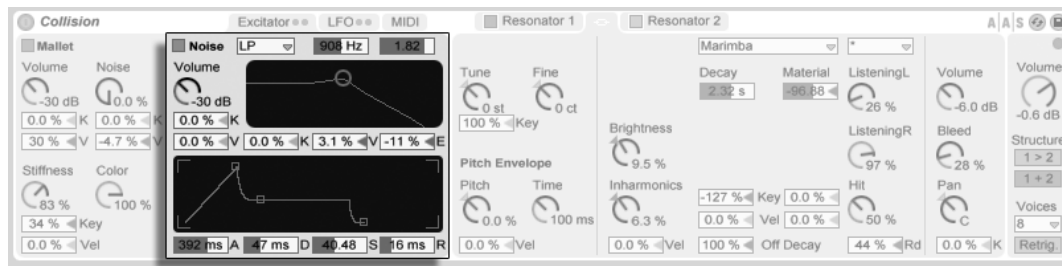 Collision
Excitator LFO MIDI
Resonator 1
Resonator 2
A A S
Mallet
Volume
-30 dB
0.0 % K
30 % V
Noise
0.0 %
0.0 % K
-4.7 % V
Stiffness
83 %
34 % Key
0.0 % Vel
Color
100 %
Noise LP 908 Hz 1.82
Volume
-30 dB
0.0 % K
0.0 % V 0.0 % K 3.1 % V -11 % E
392 ms A 47 ms D 40.48 S 16 ms R
Tune
0 st
Fine
0 ct
100 % Key
Pitch Envelope
Pitch
0.0 %
Time
100 ms
0.0 % Vel
Brightness
9.5 %
Inharmonics
6.3 %
0.0 % Vel
Marimba *
Decay
2.32 s
Material
-96.88
-127 % Key 0.0 %
0.0 % Vel 0.0 %
100 % Off Decay
ListeningL
26 %
ListeningR
97 %
Hit
50 %
44 % Rd
Volume
-6.0 dB
Bleed
28 %
Pan
C
0.0 % K
Volume
-0.6 dB
Structure
1 > 2
1 + 2
Voices
8
Retrig.